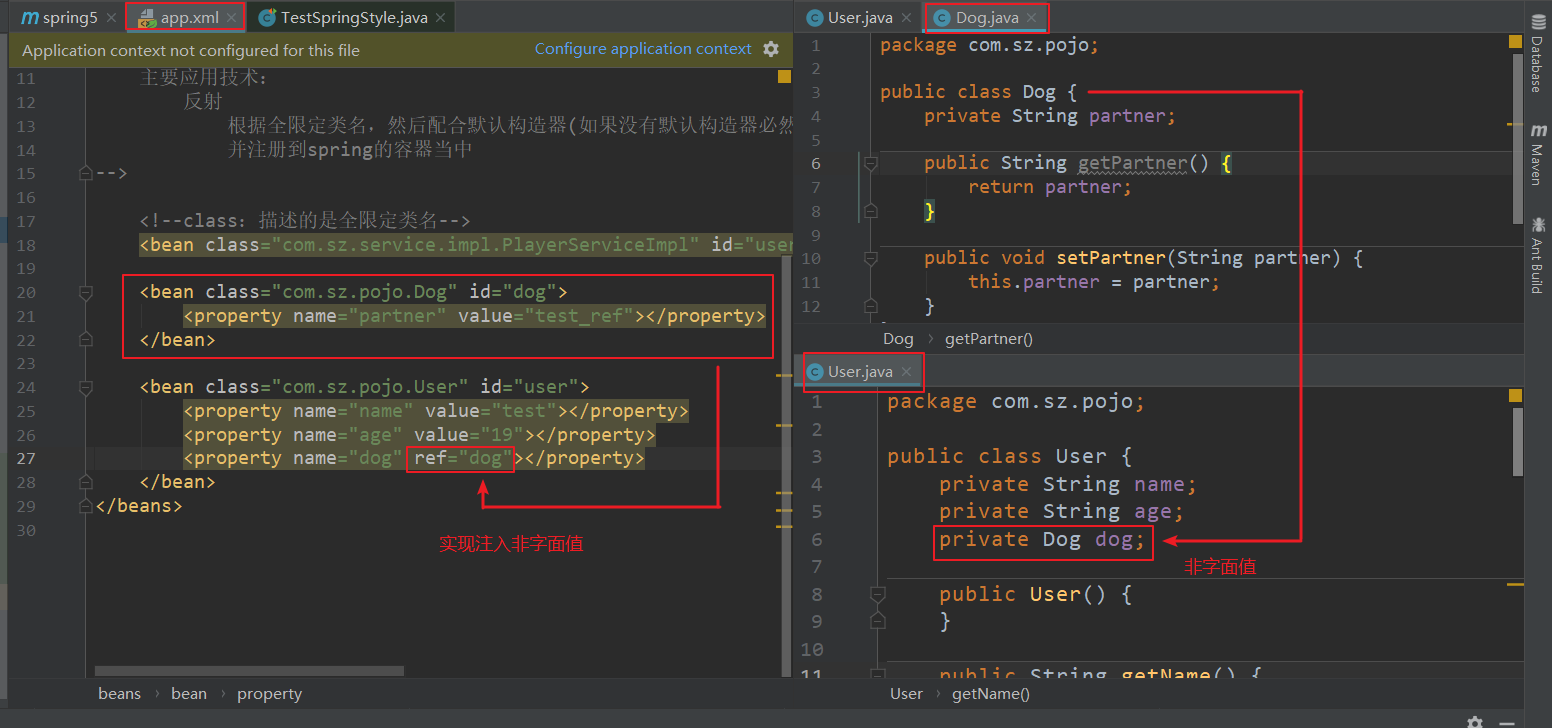 spring5
app.xml
TestSpringStyle.java
Application context not configured for this file
Configure application context
11 主要应用技术:
12 反射
13 根据全限定类名，然后配合默认构造器(如果没有默认构造器必然
14 并注册到spring的容器当中
15 -->
16
17 <!--class：描述的是全限定类名-->
18 <bean class="com.sz.service.impl.PlayerServiceImpl" id="user
19
20 <bean class="com.sz.pojo.Dog" id="dog">
21 <property name="partner" value="test_ref"></property>
22 </bean>
23
24 <bean class="com.sz.pojo.User" id="user">
25 <property name="name" value="test"></property>
26 <property name="age" value="19"></property>
27 <property name="dog" ref="dog"></property>
28 </bean>
29 </beans>
30
实现注入非字面值
beans › bean › property
User.java
Dog.java
1 package com.sz.pojo;
2
3 public class Dog {
4 private String partner;
5
6 public String getPartner() {
7 return partner;
8 }
9
10 public void setPartner(String partner) {
11 this.partner = partner;
12 }
Dog › getPartner()
User.java
1 package com.sz.pojo;
2
3 public class User {
4 private String name;
5 private String age;
6 private Dog dog;
非字面值
7
8 public User() {
9 }
10
11 public String getName() {
User › getName()
Database
Maven
Ant Build